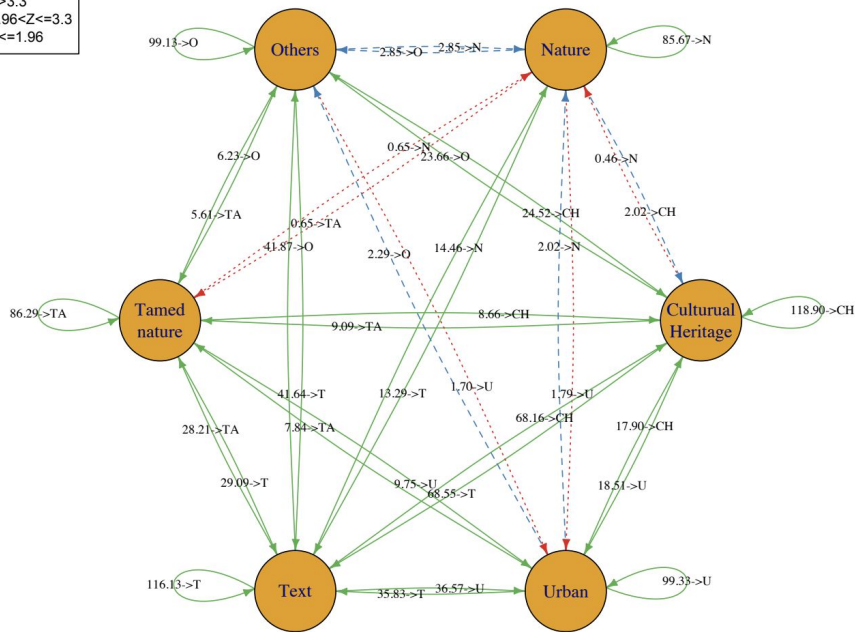 >3.3
.96<Z<=3.3
<=1.96
99.13->O
Others
2.85->O
2.85->N
Nature
85.67->N
6.23->O
0.65->N
23.66->O
0.46->N
5.61->TA
0.65->TA
24.52->CH
2.02->CH
41.87->O
2.29->O
14.46->N
2.02->N
86.29->TA
Tamed
nature
8.66->CH
9.09->TA
Culturual
Heritage
118.90->CH
41.64->T
13.29->T
1.70->U
1.79->U
28.21->TA
7.84->TA
68.16->CH
17.90->CH
29.09->T
9.75->U
68.55->T
18.51->U
116.13->T
Text
35.83->T
36.57->U
Urban
99.33->U